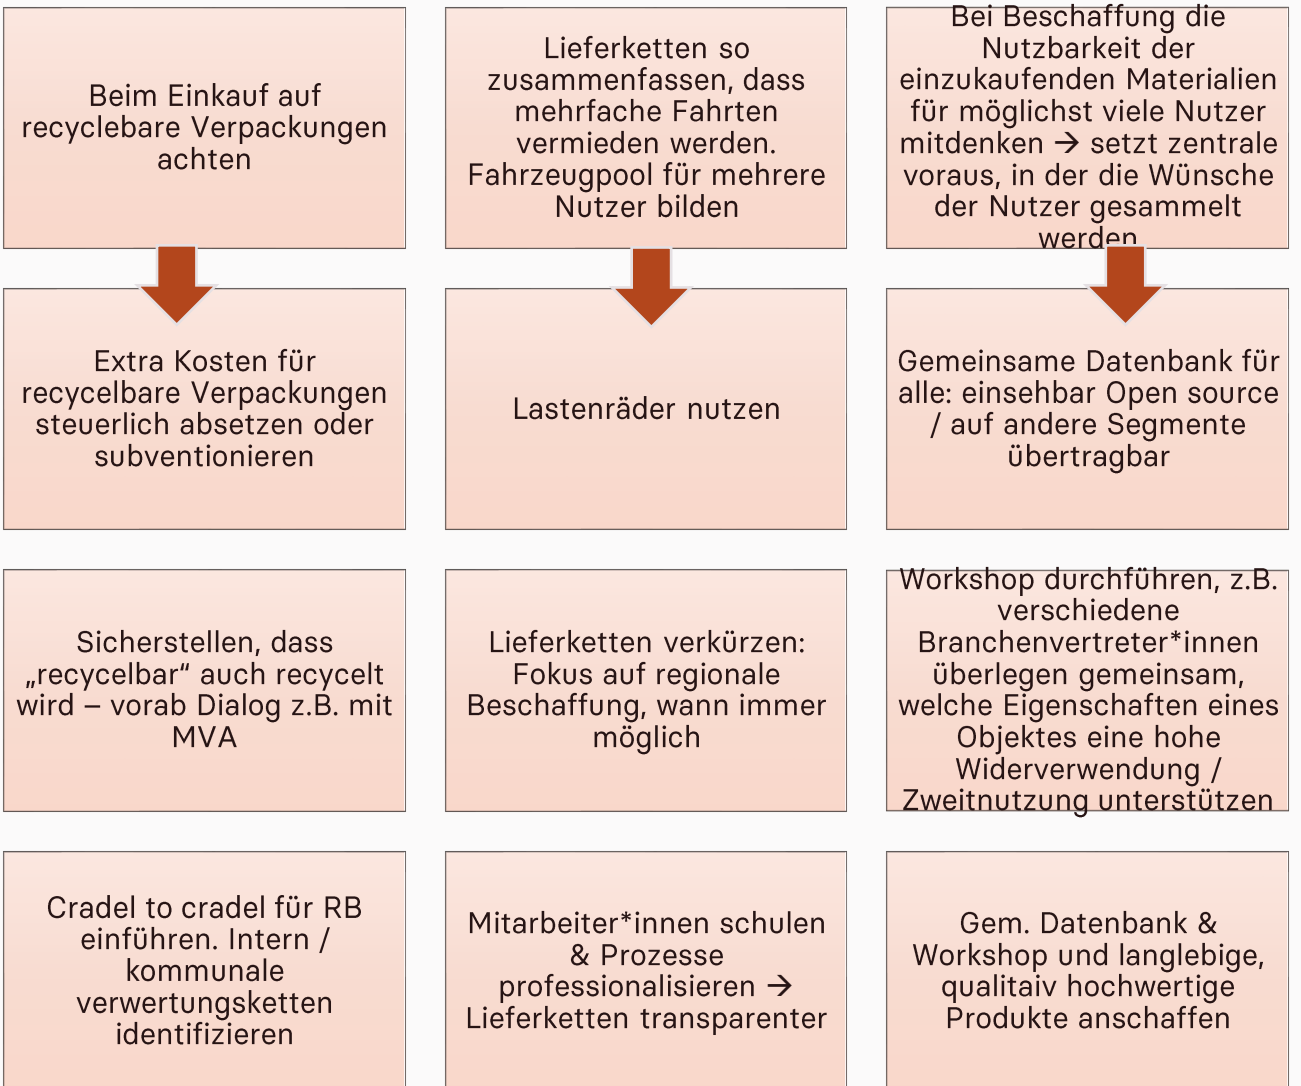 Beim Einkauf auf
recyclebare Verpackungen
achten
Lieferketten so
zusammenfassen, dass
mehrfache Fahrten
vermieden werden.
Fahrzeugpool für mehrere
Nutzer bilden
Bei Beschaffung die
Nutzbarkeit der
einzukaufenden Materialien
für möglichst viele Nutzer
mitdenken → setzt zentrale
voraus, in der die Wünsche
der Nutzer gesammelt
werden
Extra Kosten für
recycelbare Verpackungen
steuerlich absetzen oder
subventionieren
Lastenräder nutzen
Gemeinsame Datenbank für
alle: einsehbar Open source
/ auf andere Segmente
übertragbar
Sicherstellen, dass
„recycelbar“ auch recycelt
wird – vorab Dialog z.B. mit
MVA
Lieferketten verkürzen:
Fokus auf regionale
Beschaffung, wann immer
möglich
Workshop durchführen, z.B.
verschiedene
Branchenvertreter*innen
überlegen gemeinsam,
welche Eigenschaften eines
Objektes eine hohe
Widerverwendung /
Zweitnutzung unterstützen
Cradel to cradel für RB
einführen. Intern /
kommunale
verwertungsketten
identifizieren
Mitarbeiter*innen schulen
& Prozesse
professionalisieren →
Lieferketten transparenter
Gem. Datenbank &
Workshop und langlebige,
qualitaiv hochwertige
Produkte anschaffen